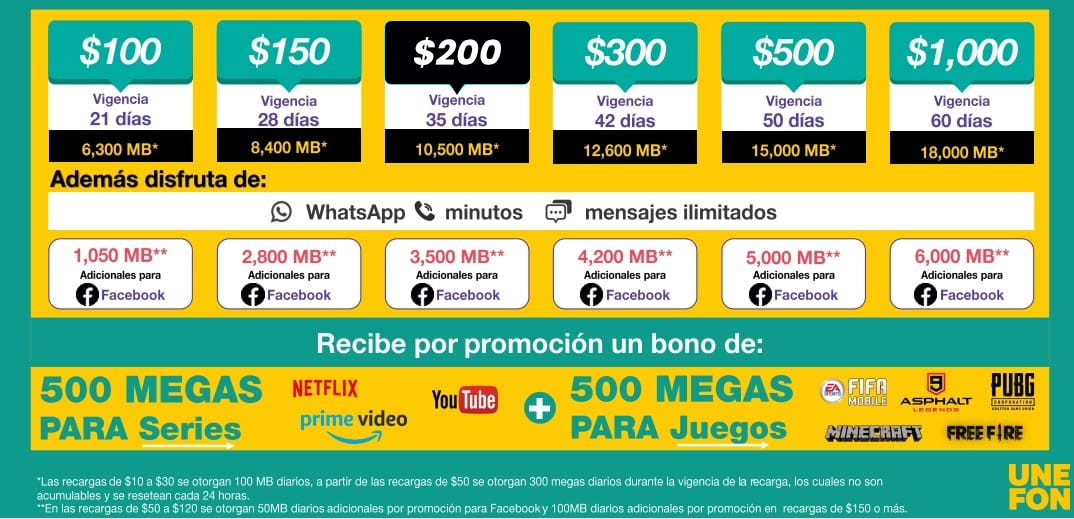 $100 $150 $200 $300 $500 $1,000
Vigencia Vigencia Vigencia Vigencia Vigencia Vigencia
21 días 28 días 35 días 42 días 50 días 60 días
6,300 MB* 8,400 MB* 10,500 MB* 12,600 MB* 15,000 MB* 18,000 MB*
Además disfruta de:
WhatsApp minutos mensajes ilimitados
1,050 MB** 2,800 MB** 3,500 MB** 4,200 MB** 5,000 MB** 6,000 MB**
Adicionales para Adicionales para Adicionales para Adicionales para Adicionales para Adicionales para
Facebook Facebook Facebook Facebook Facebook Facebook
Recibe por promoción un bono de:
500 MEGAS
PARA Series
NETFLIX
prime video
YouTube
+
500 MEGAS
PARA Juegos
EA SPORTS FIFA MOBILE
9 ASPHALT LEGENDS
PUBG CORPORATION
MINECRAFT
FREE FIRE
*Las recargas de $10 a $30 se otorgan 100 MB diarios, a partir de las recargas de $50 se otorgan 300 megas diarios durante la vigencia de la recarga, los cuales no son
acumulables y se resetean cada 24 horas.
**En las recargas de $50 a $120 se otorgan 50MB diarios adicionales por promoción para Facebook y 100MB diarios adicionales por promoción en recargas de $150 o más.
UNE
FON